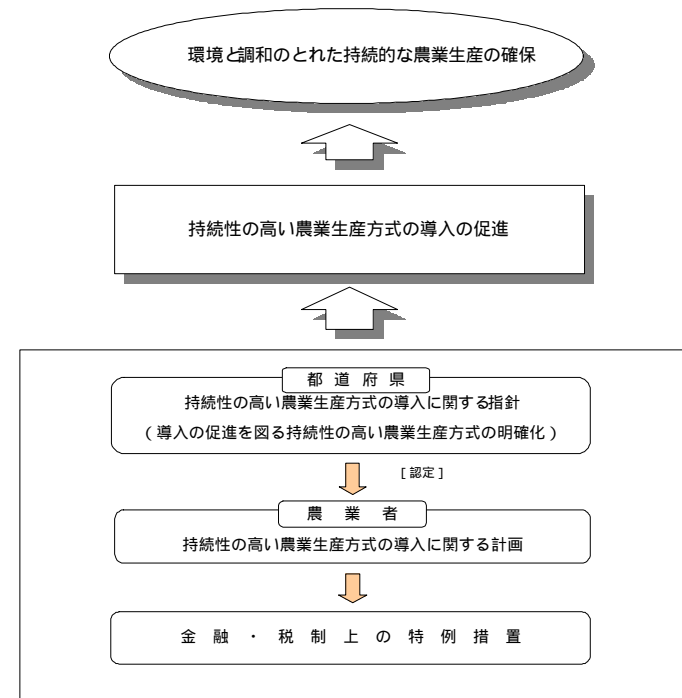 環境と調和のとれた持続的な農業生産の確保
持続性の高い農業生産方式の導入の促進
都道府県
持続性の高い農業生産方式の導入に関する指針
(導入の促進を図る持続性の高い農業生産方式の明確化)
[認定]
農業者
持続性の高い農業生産方式の導入に関する計画
金融・税制上の特例措置